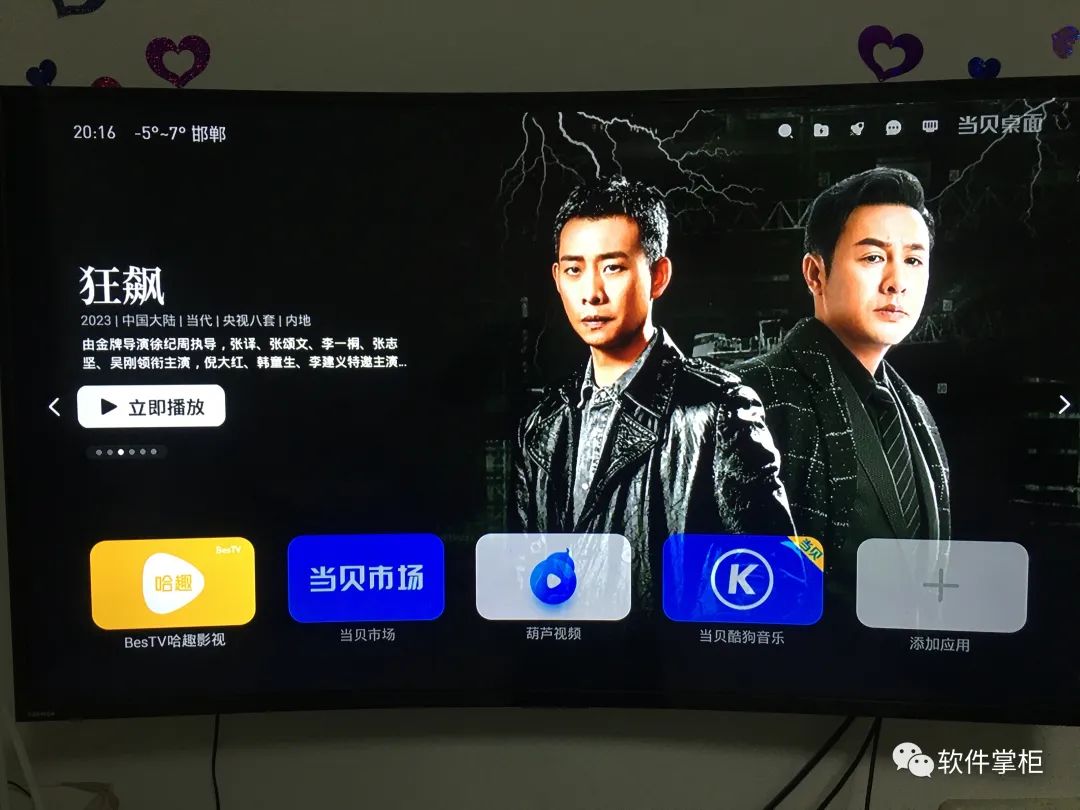 20:16 -5°~7° 邯郸
当贝桌面
狂飙
2023 | 中国大陆 | 当代 | 央视八套 | 内地
由金牌导演徐纪周执导，张译、张颂文、李一桐、张志
坚、吴刚领衔主演，倪大红、韩童生、李建义特邀主演...
立即播放
BesTV
哈趣
当贝市场
K
当贝
BesTV哈趣影视
当贝市场
葫芦视频
当贝酷狗音乐
添加应用
软件掌柜